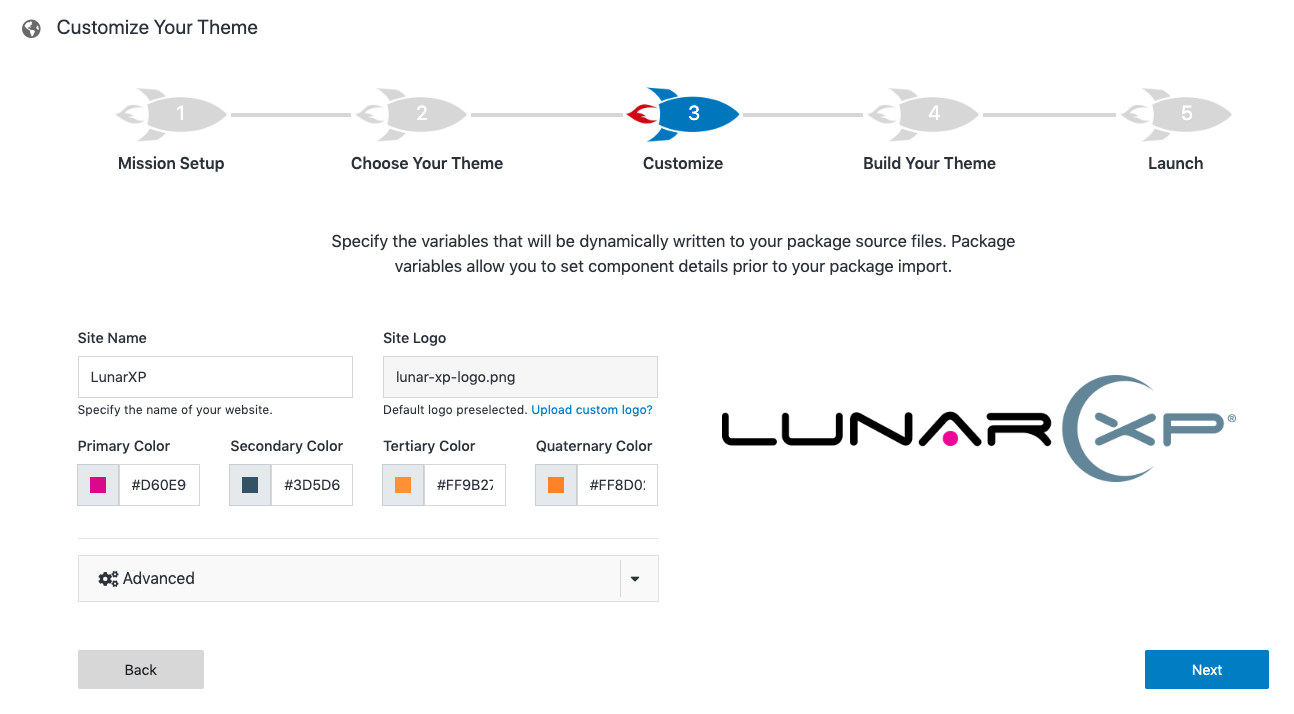 Customize Your Theme
1 2 3 4 5
Mission Setup Choose Your Theme Customize Build Your Theme Launch
Specify the variables that will be dynamically written to your package source files. Package
variables allow you to set component details prior to your package import.
Site Name Site Logo
LunarXP lunar-xp-logo.png
Specify the name of your website. Default logo preselected. Upload custom logo?
LUNAR XP®
Primary Color Secondary Color Tertiary Color Quaternary Color
#D60E9 #3D5D6 #FF9B27 #FF8D0
Advanced
Back Next